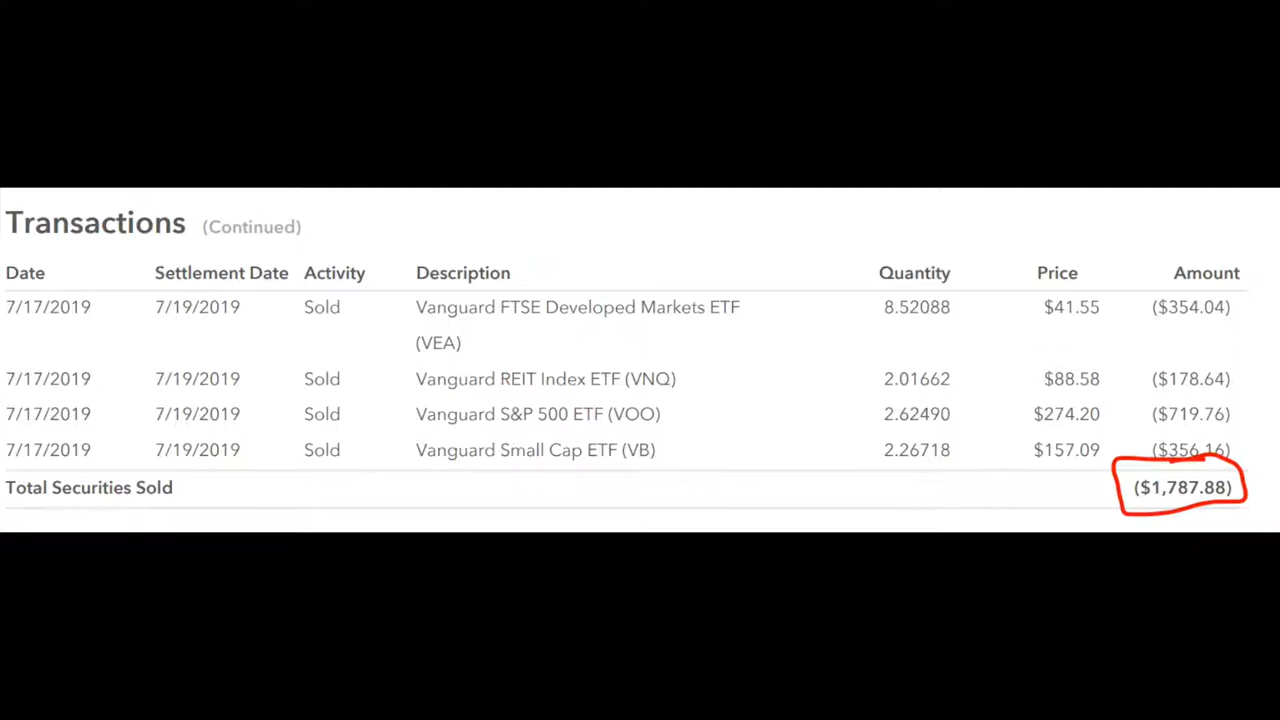 Transactions (Continued)
Date Settlement Date Activity Description Quantity Price Amount
7/17/2019 7/19/2019 Sold Vanguard FTSE Developed Markets ETF 8.52088 $41.55 ($354.04)
(VEA)
7/17/2019 7/19/2019 Sold Vanguard REIT Index ETF (VNQ) 2.01662 $88.58 ($178.64)
7/17/2019 7/19/2019 Sold Vanguard S&P 500 ETF (VOO) 2.62490 $274.20 ($719.76)
7/17/2019 7/19/2019 Sold Vanguard Small Cap ETF (VB) 2.26718 $157.09 ($356.16)
Total Securities Sold ($1,787.88)